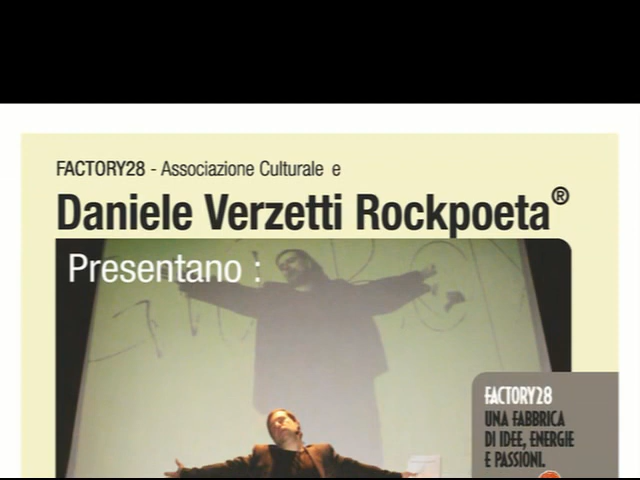 FACTORY28 - Associazione Culturale e
Daniele Verzetti Rockpoeta®
Presentano :
FACTORY28
UNA FABBRICA
DI IDEE, ENERGIE
E PASSIONI.